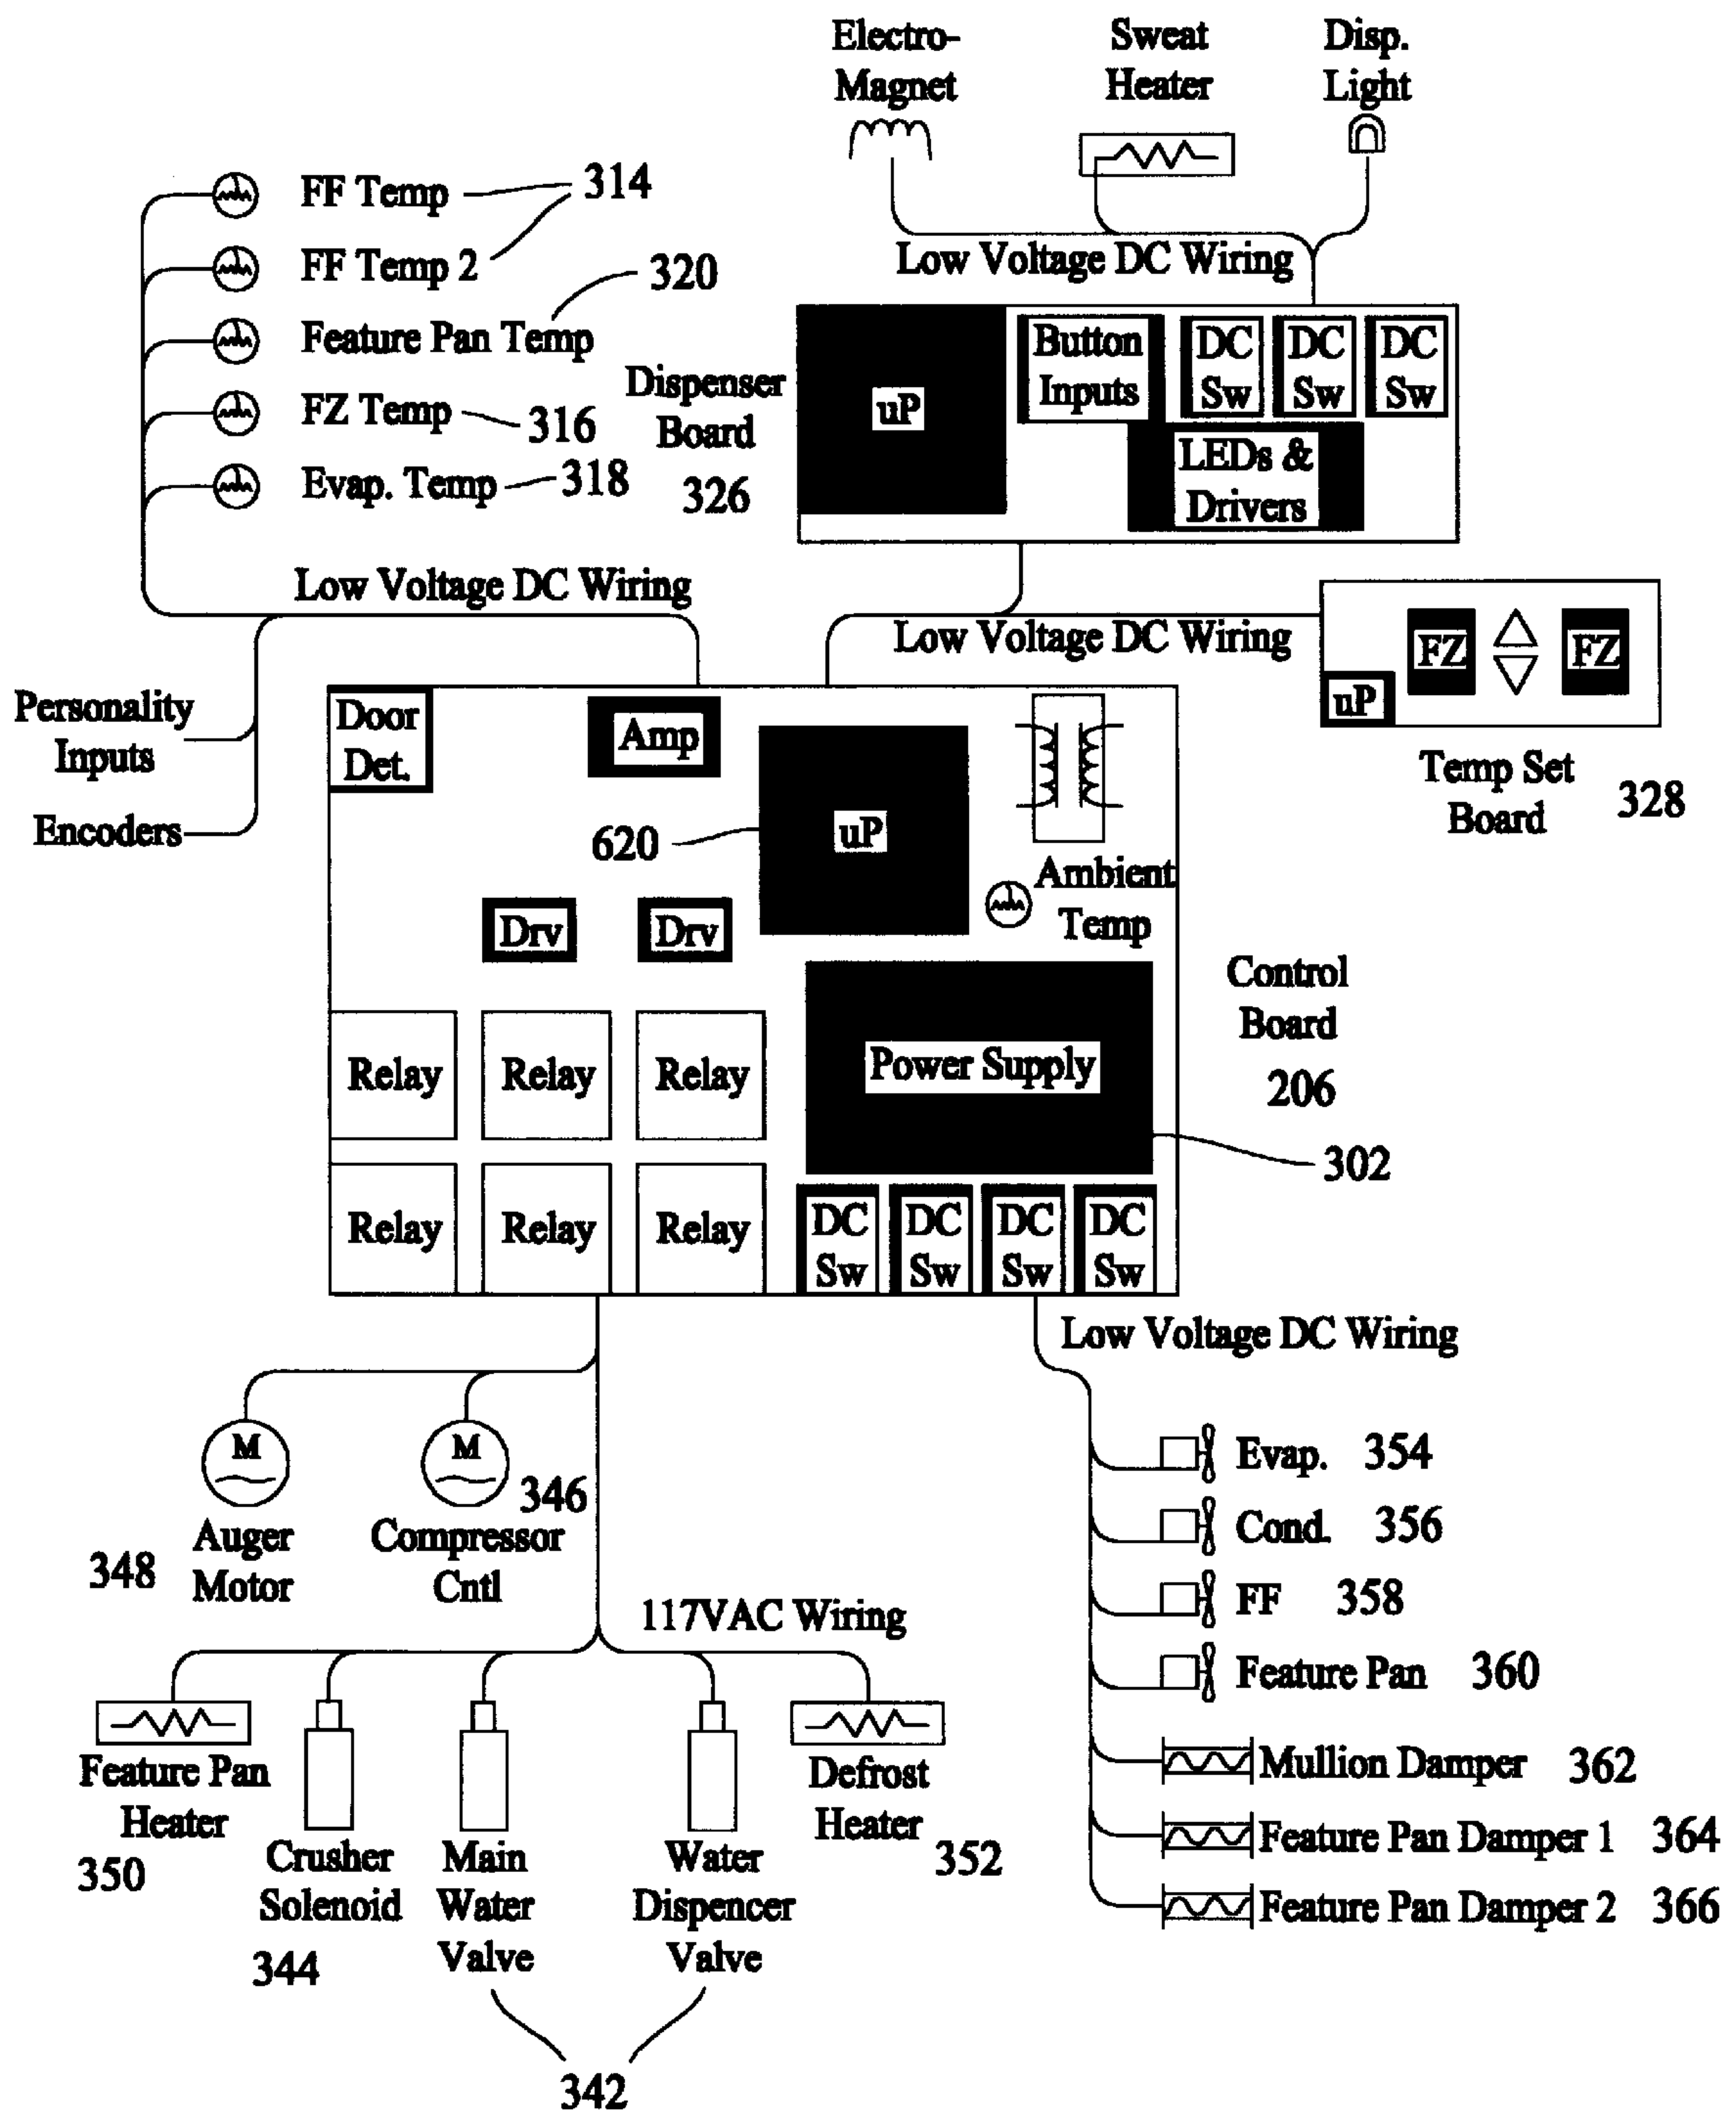 Electro-
Magnet
Sweat
Heater
Disp.
Light
FF Temp
314
FF Temp 2
320
Feature Pan Temp
FZ Temp
316
Evap. Temp
318
Low Voltage DC Wiring
Dispenser
Board
326
uP
Button
Inputs
DC
Sw
DC
Sw
DC
Sw
LEDs &
Drivers
Low Voltage DC Wiring
Low Voltage DC Wiring
FZ
FZ
uP
Temp Set
Board
328
Personality
Inputs
Encoders
Door
Det.
Amp
620
uP
Ambient
Temp
Drv
Drv
Control
Board
206
Relay
Relay
Relay
Power Supply
302
Relay
Relay
Relay
DC
Sw
DC
Sw
DC
Sw
DC
Sw
Low Voltage DC Wiring
M
M
346
348
Auger
Motor
Compressor
Cntl
117VAC Wiring
Evap. 354
Cond. 356
FF 358
Feature Pan 360
Mullion Damper 362
Feature Pan Damper 1 364
Feature Pan Damper 2 366
Feature Pan
Heater
350
Crusher
Solenoid
344
Main
Water
Valve
Water
Dispencer
Valve
Defrost
Heater
352
342